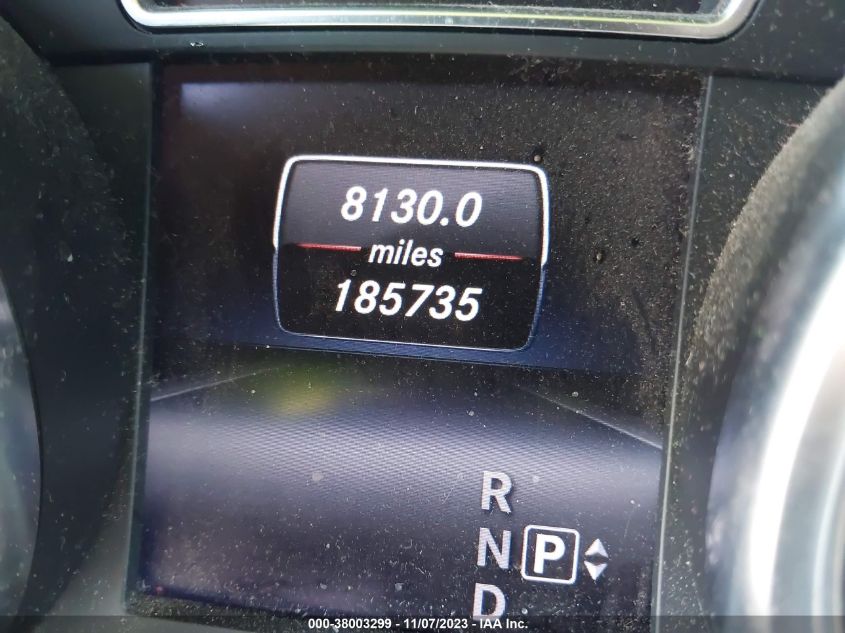 8130.0
miles
185735
R
N P
D
000-38003299 — 11/07/2023 — IAA Inc.